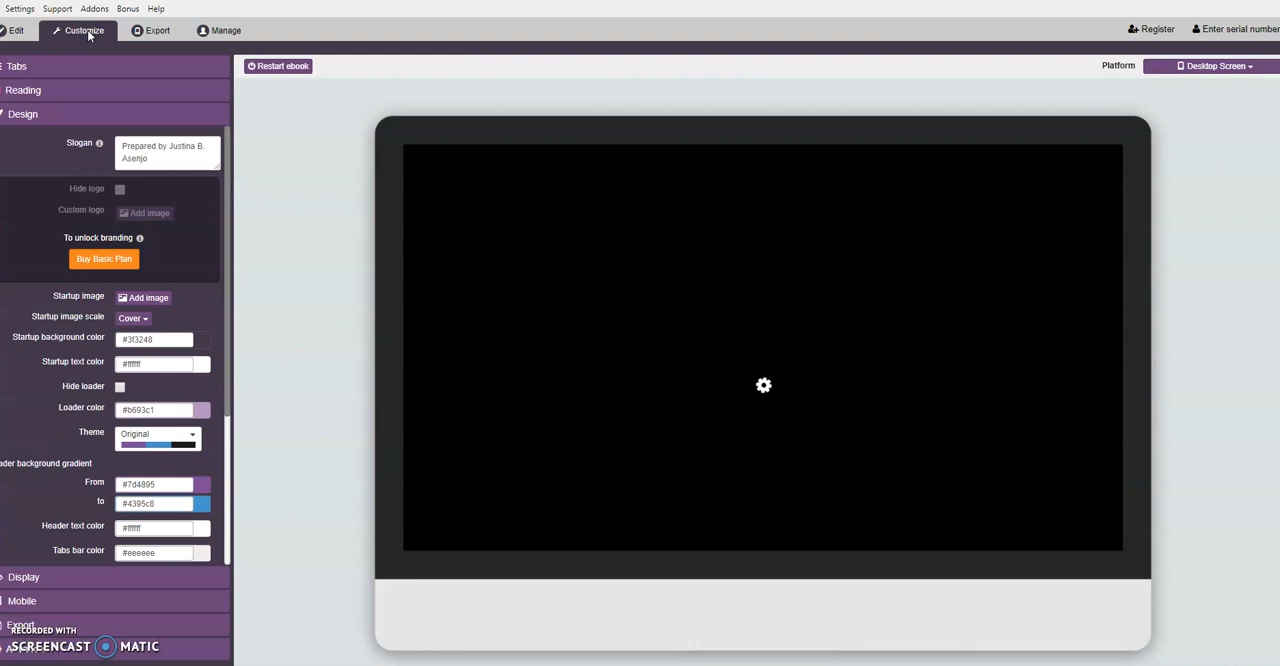 Settings Support Addons Bonus Help
Edit Customize Export Manage Register Enter serial number
Tabs
Restart ebook Platform Desktop Screen
Reading
Design
Slogan Prepared by Justina B.
Asenjo
Hide logo
Custom logo Add image
To unlock branding
Buy Basic Plan
Startup image Add image
Startup image scale Cover
Startup background color #3f3248
Startup text color #ffffff
Hide loader
Loader color #b693c1
Theme Original
ader background gradient
From #7d4895
to #4395c8
Header text color #ffffff
Tabs bar color #eeeeee
Display
Mobile
Export
RECORDED WITH
SCREENCAST MATIC